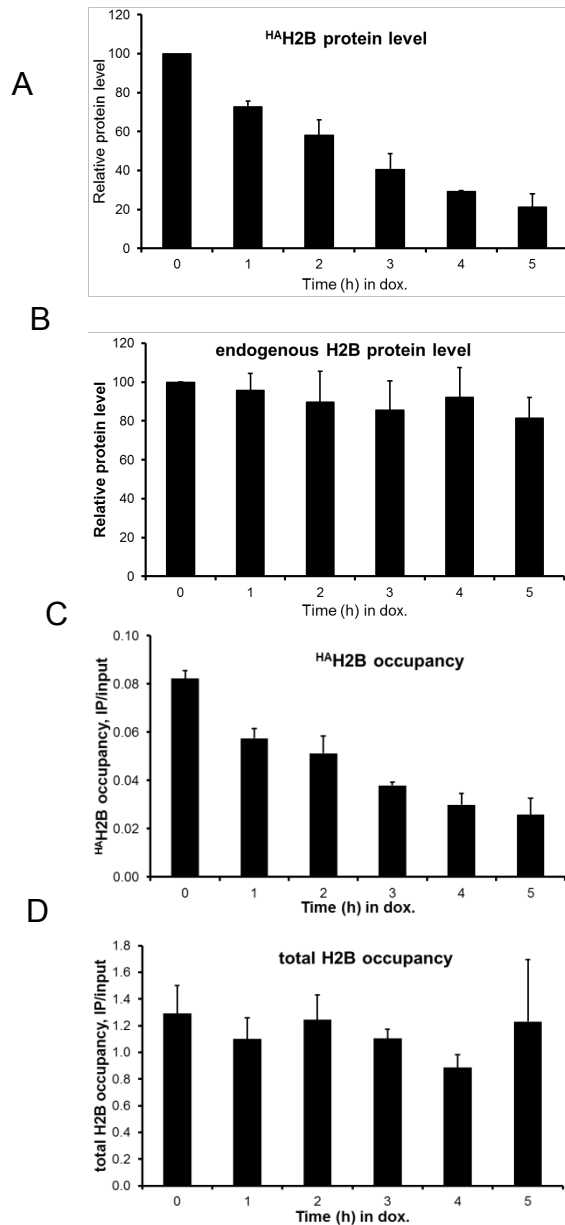 A
HAH2B protein level
Relative protein level
120
100
80
60
40
20
0
0 1 2 3 4 5
Time (h) in dox.
B
endogenous H2B protein level
Relative protein level
120
100
80
60
40
20
0
0 1 2 3 4 5
Time (h) in dox.
C
HAH2B occupancy
HAH2B occupancy, IP/input
0.10
0.08
0.06
0.04
0.02
0.00
0 1 2 3 4 5
Time (h) in dox.
D
total H2B occupancy
total H2B occupancy, IP/input
1.8
1.6
1.4
1.2
1.0
0.8
0.6
0.4
0.2
0.0
0 1 2 3 4 5
Time (h) in dox.